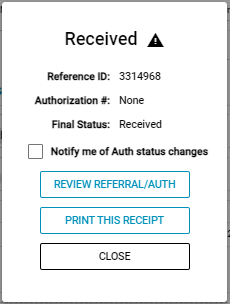 Received
Reference ID: 3314968
Authorization #: None
Final Status: Received
Notify me of Auth status changes
REVIEW REFERRAL/AUTH
PRINT THIS RECEIPT
CLOSE